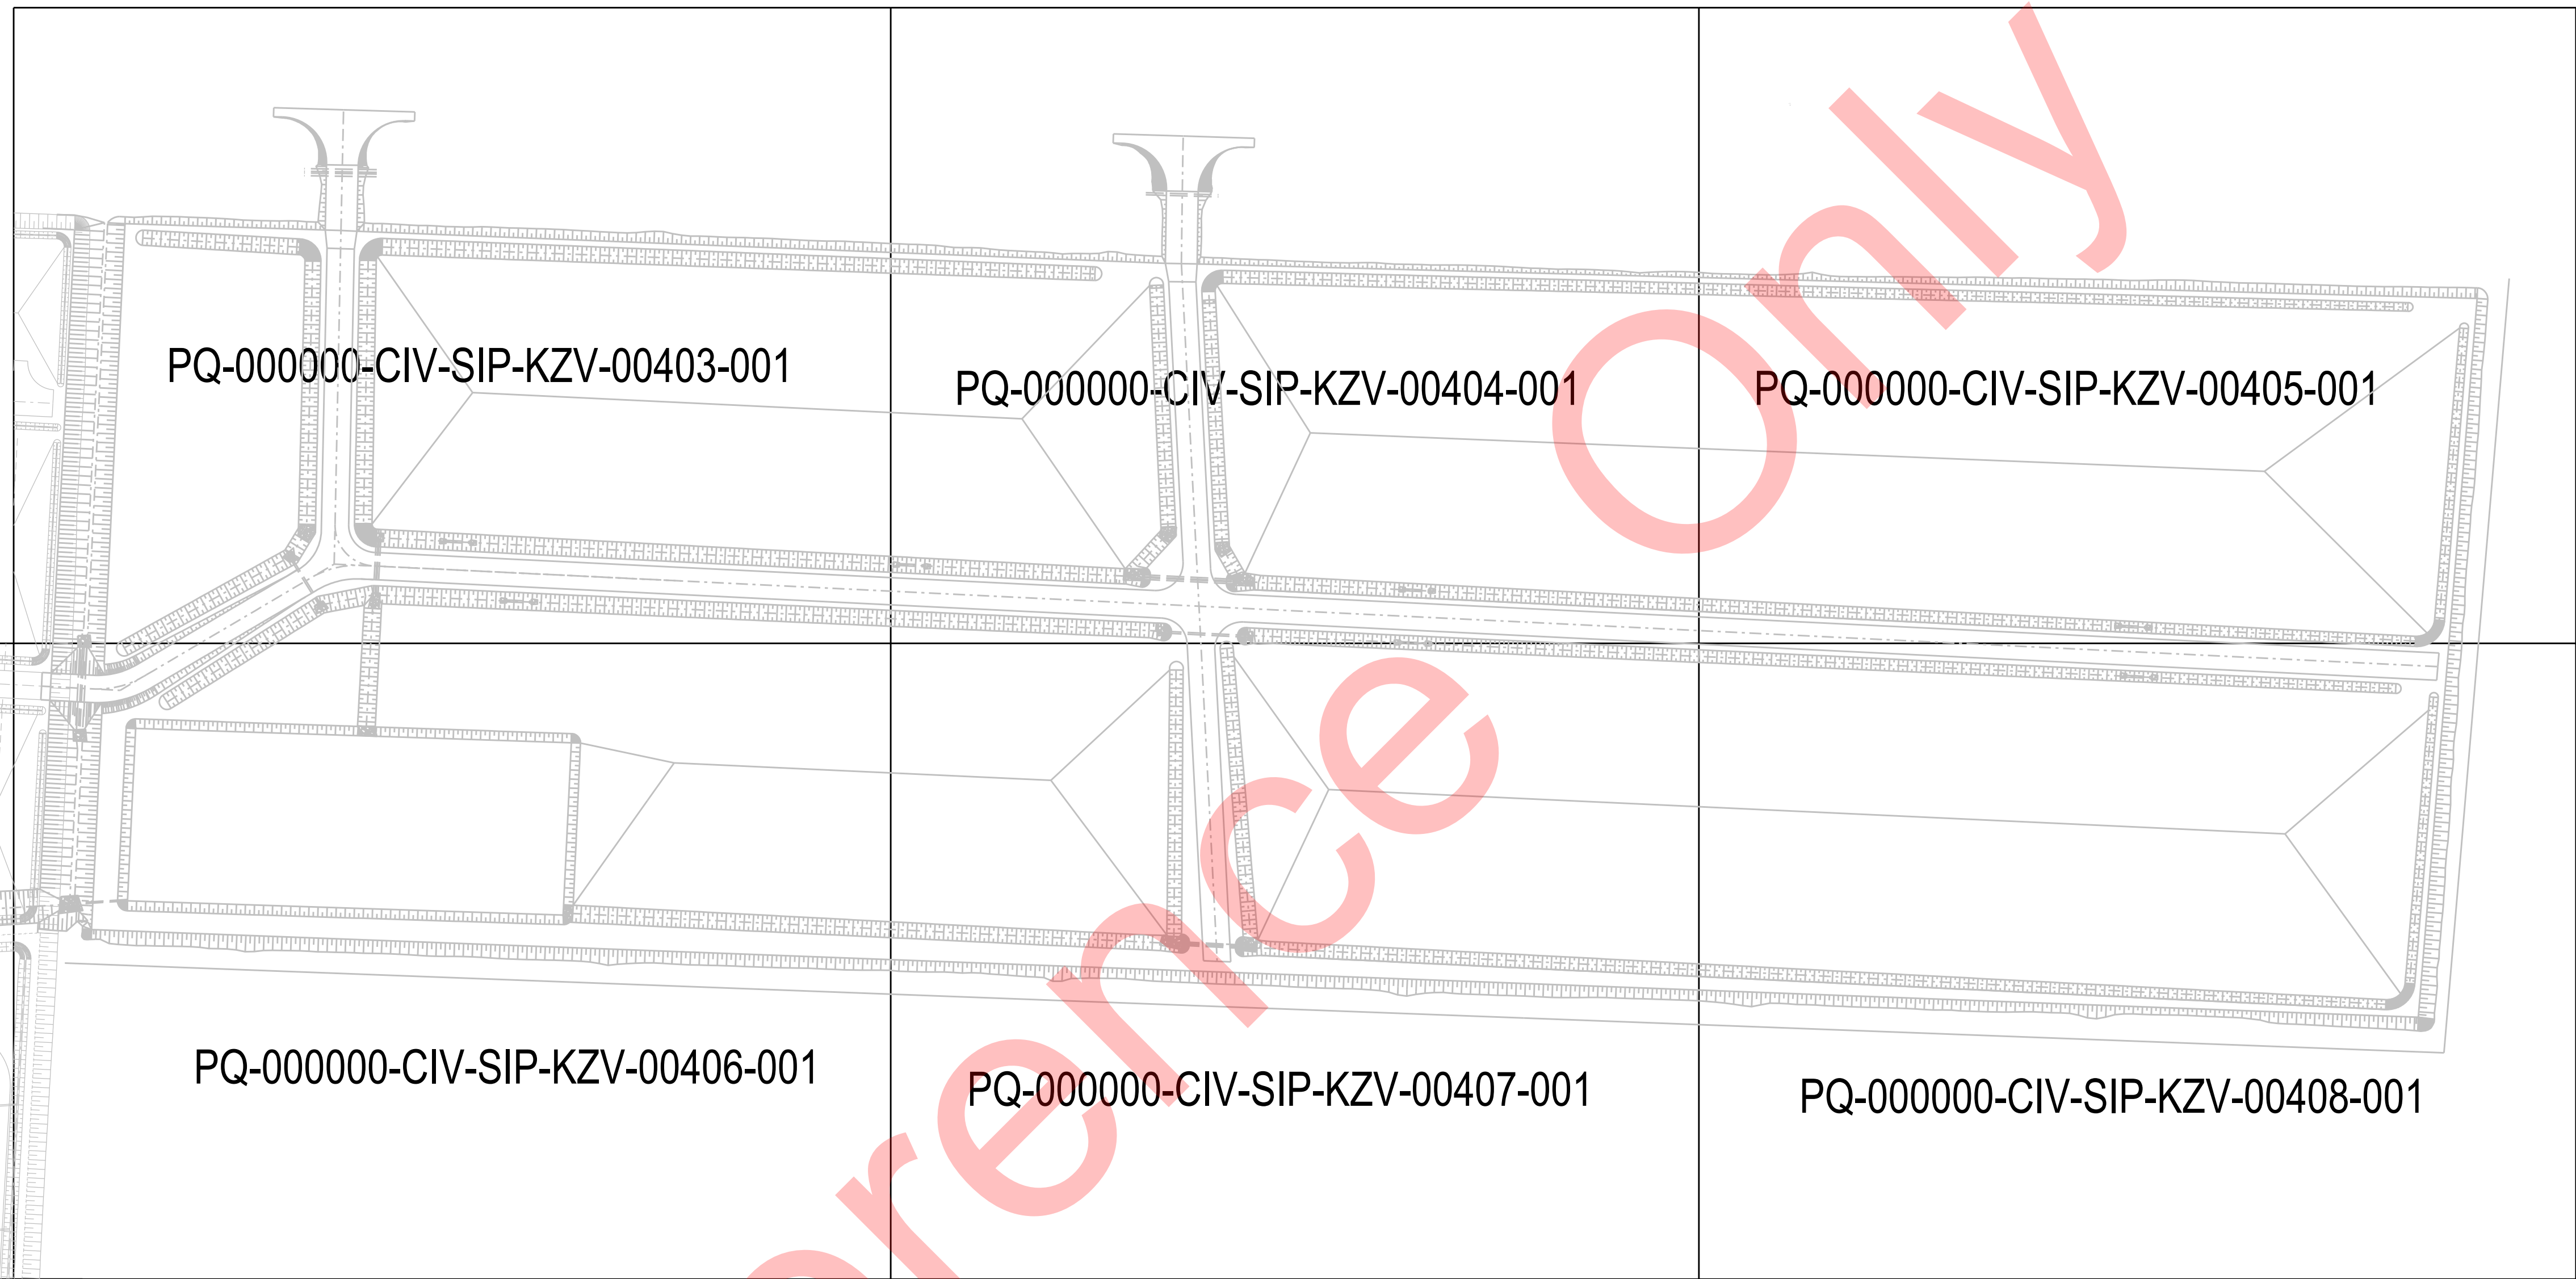 PQ-000000-CIV-SIP-KZV-00403-001
PQ-000000-CIV-SIP-KZV-00404-001
PQ-000000-CIV-SIP-KZV-00405-001
PQ-000000-CIV-SIP-KZV-00406-001
PQ-000000-CIV-SIP-KZV-00407-001
PQ-000000-CIV-SIP-KZV-00408-001
erence Only